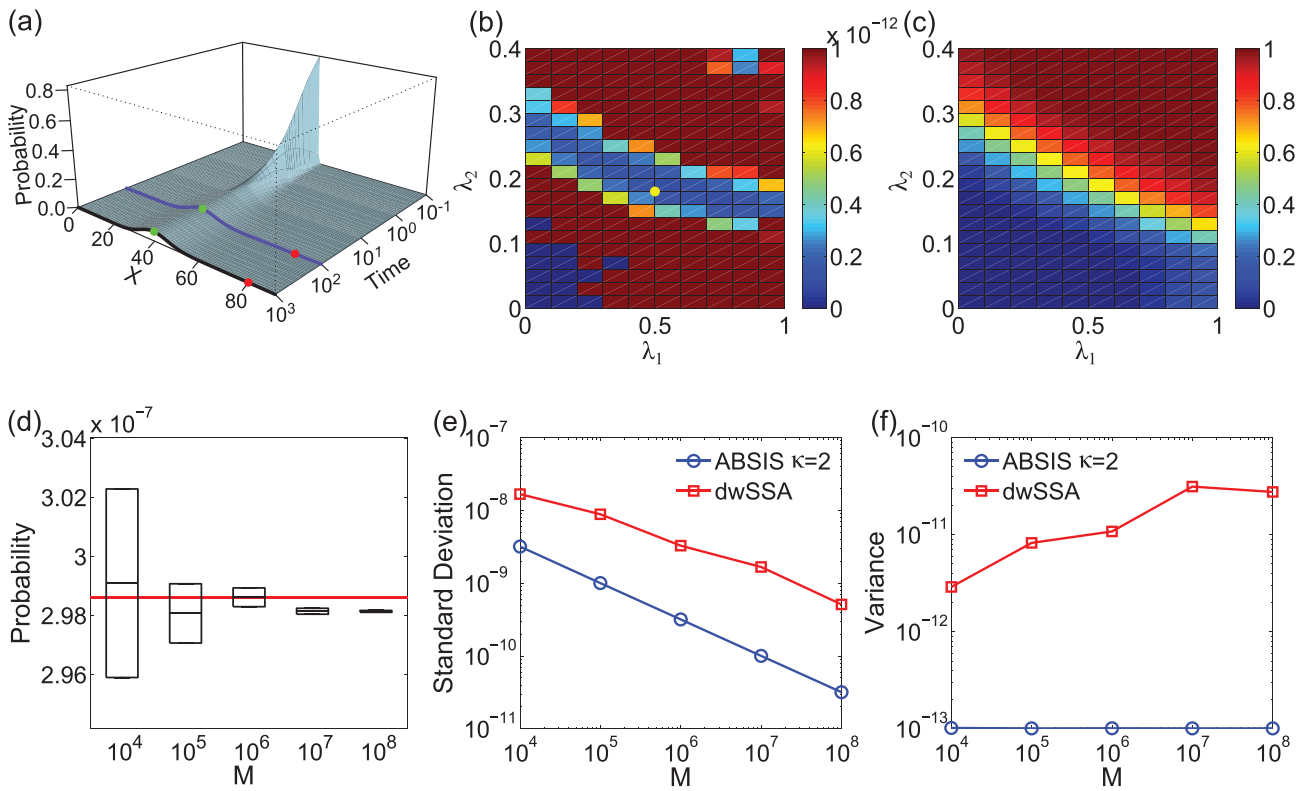 (a)
0.8
0.6
0.4
0.2
0.0
Probability
0
20
40
60
80
X
10-1
100
101
102
103
Time
(b)
x 10-12
0.4
0.3
0.2
0.1
0
λ2
0
0.5
1
λ1
1
0.8
0.6
0.4
0.2
0
(c)
0.4
0.3
0.2
0.1
0
λ2
0
0.5
1
λ1
1
0.8
0.6
0.4
0.2
0
(d)
x 10-7
3.04
3.02
3
2.98
2.96
Probability
104 105 106 107 108
M
(e)
10-7
10-8
10-9
10-10
10-11
Standard Deviation
ABSIS κ=2
dwSSA
104 105 106 107 108
M
(f)
10-10
10-11
10-12
10-13
Variance
ABSIS κ=2
dwSSA
104 105 106 107 108
M